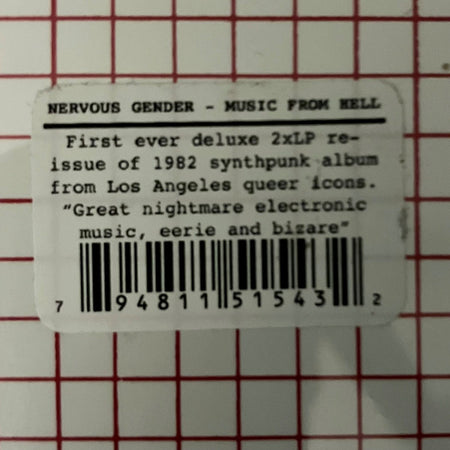 NERVOUS GENDER - MUSIC FROM HELL
First ever deluxe 2xLP re-
issue of 1982 synthpunk album
from Los Angeles queer icons.
"Great nightmare electronic
music, eerie and bizare"
7 94811 51543 2